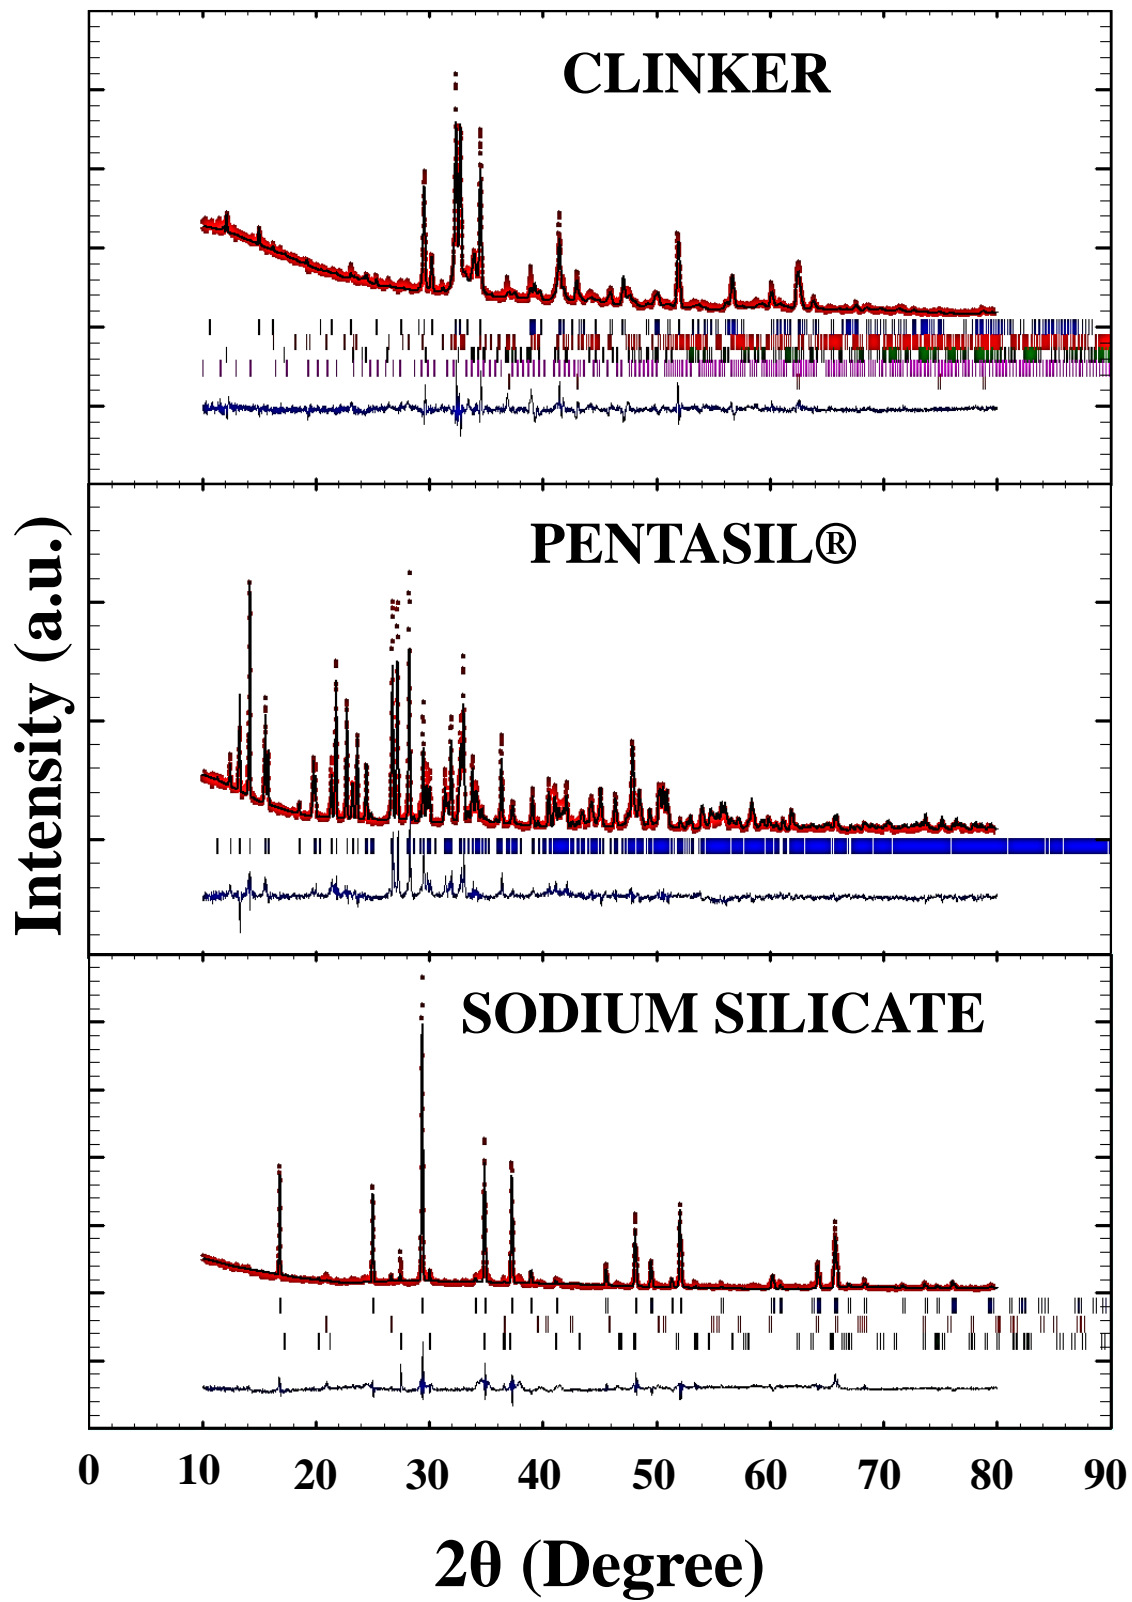 CLINKER
PENTASIL®
SODIUM SILICATE
Intensity (a.u.)
0 10 20 30 40 50 60 70 80 90
2θ (Degree)